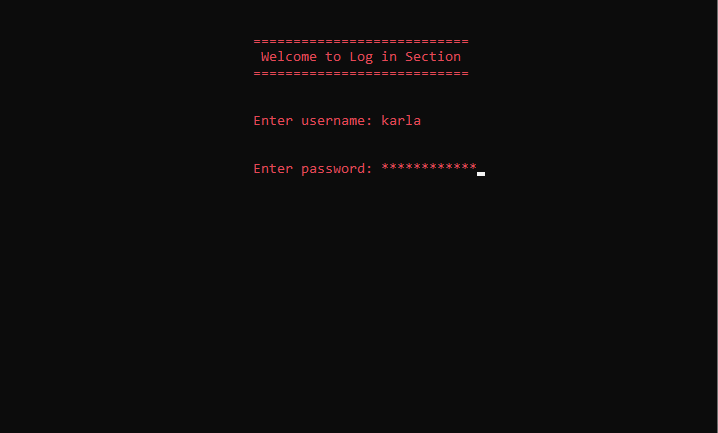 ===========================
Welcome to Log in Section
===========================
Enter username: karla
Enter password: ************